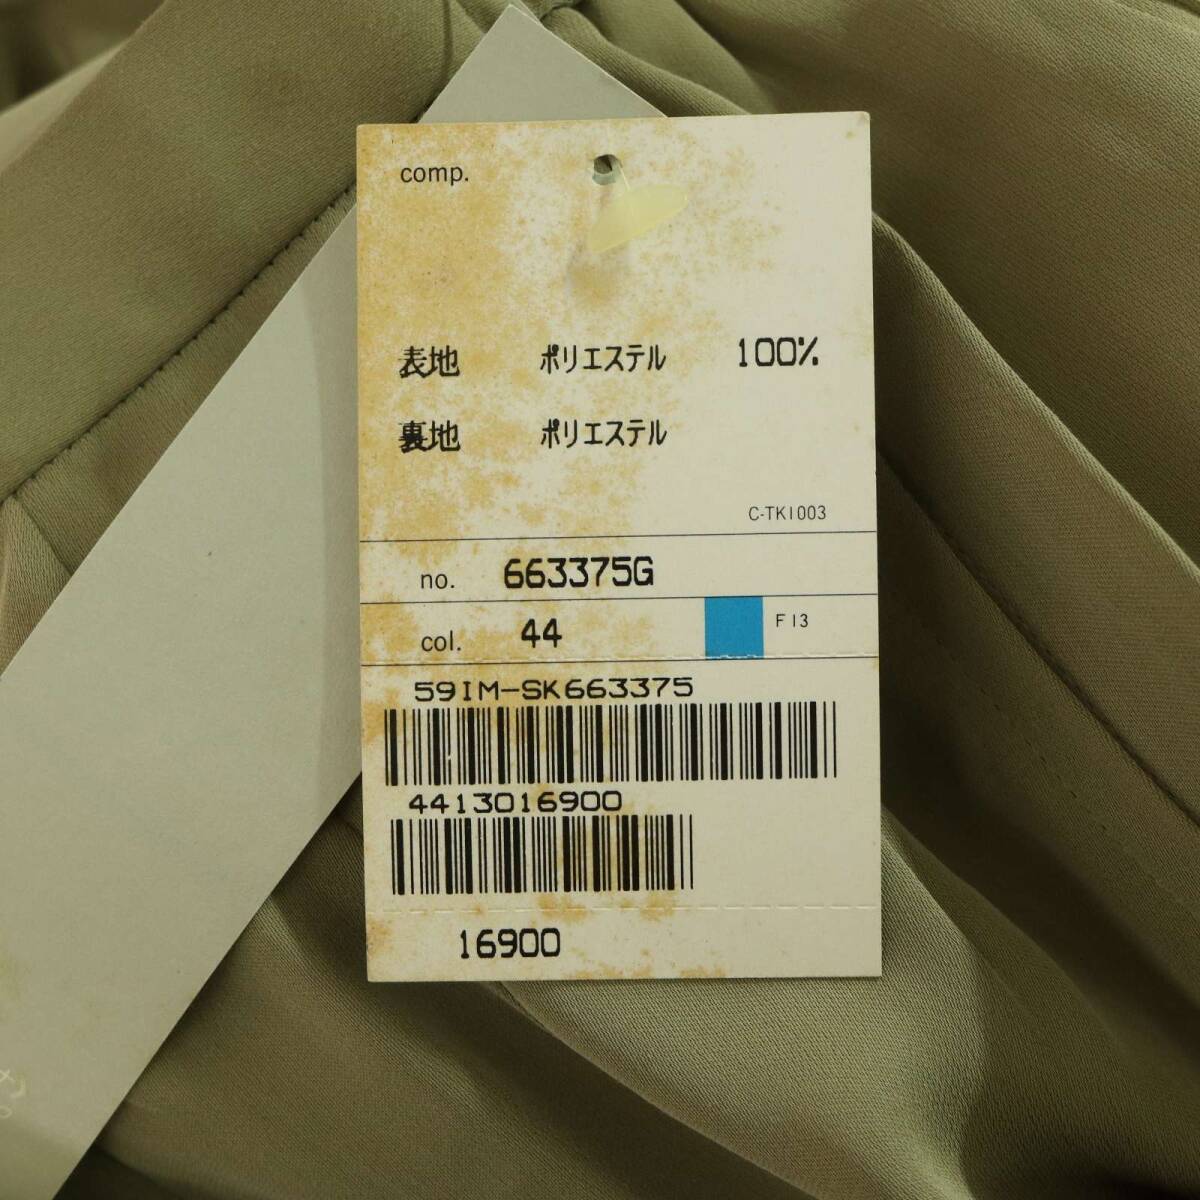 comp.
表地 ポリエステル 100%
裏地 ポリエステル
C-TK1003
no. 663375G
col. 44 F13
59IM-SK663375
4413016900
16900